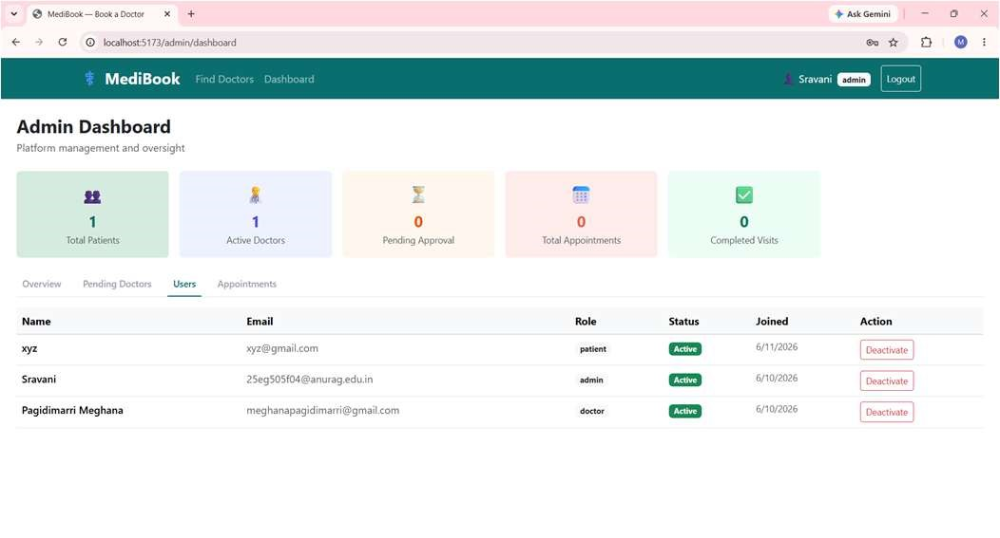 MediBook — Book a Doctor
Ask Gemini
localhost:5173/admin/dashboard
M
MediBook Find Doctors Dashboard Sravani admin Logout
Admin Dashboard
Platform management and oversight
1 1 0 0 0
Total Patients Active Doctors Pending Approval Total Appointments Completed Visits
Overview Pending Doctors Users Appointments
Name Email Role Status Joined Action
xyz xyz@gmail.com patient Active 6/11/2026 Deactivate
Sravani 25eg505f04@anurag.edu.in admin Active 6/10/2026 Deactivate
Pagidimarri Meghana meghanapagidimarri@gmail.com doctor Active 6/10/2026 Deactivate